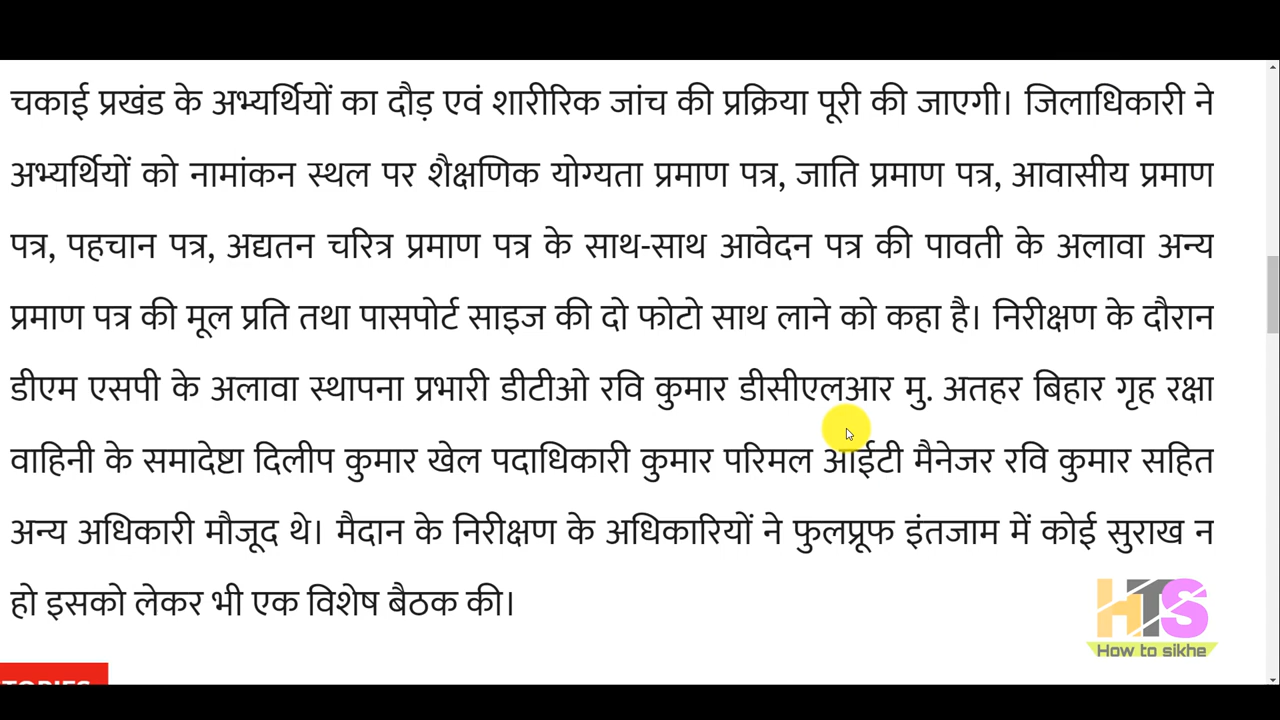 चकाई प्रखंड के अभ्यर्थियों का दौड़ एवं शारीरिक जांच की प्रक्रिया पूरी की जाएगी। जिलाधिकारी ने
अभ्यर्थियों को नामांकन स्थल पर शैक्षणिक योग्यता प्रमाण पत्र, जाति प्रमाण पत्र, आवासीय प्रमाण
पत्र, पहचान पत्र, अद्यतन चरित्र प्रमाण पत्र के साथ-साथ आवेदन पत्र की पावती के अलावा अन्य
प्रमाण पत्र की मूल प्रति तथा पासपोर्ट साइज की दो फोटो साथ लाने को कहा है। निरीक्षण के दौरान
डीएम एसपी के अलावा स्थापना प्रभारी डीटीओ रवि कुमार डीसीएलआर मु. अतहर बिहार गृह रक्षा
वाहिनी के समादेष्टा दिलीप कुमार खेल पदाधिकारी कुमार परिमल आईटी मैनेजर रवि कुमार सहित
अन्य अधिकारी मौजूद थे। मैदान के निरीक्षण के अधिकारियों ने फुलप्रूफ इंतजाम में कोई सुराख न
हो इसको लेकर भी एक विशेष बैठक की।
HTS
How to sikhe